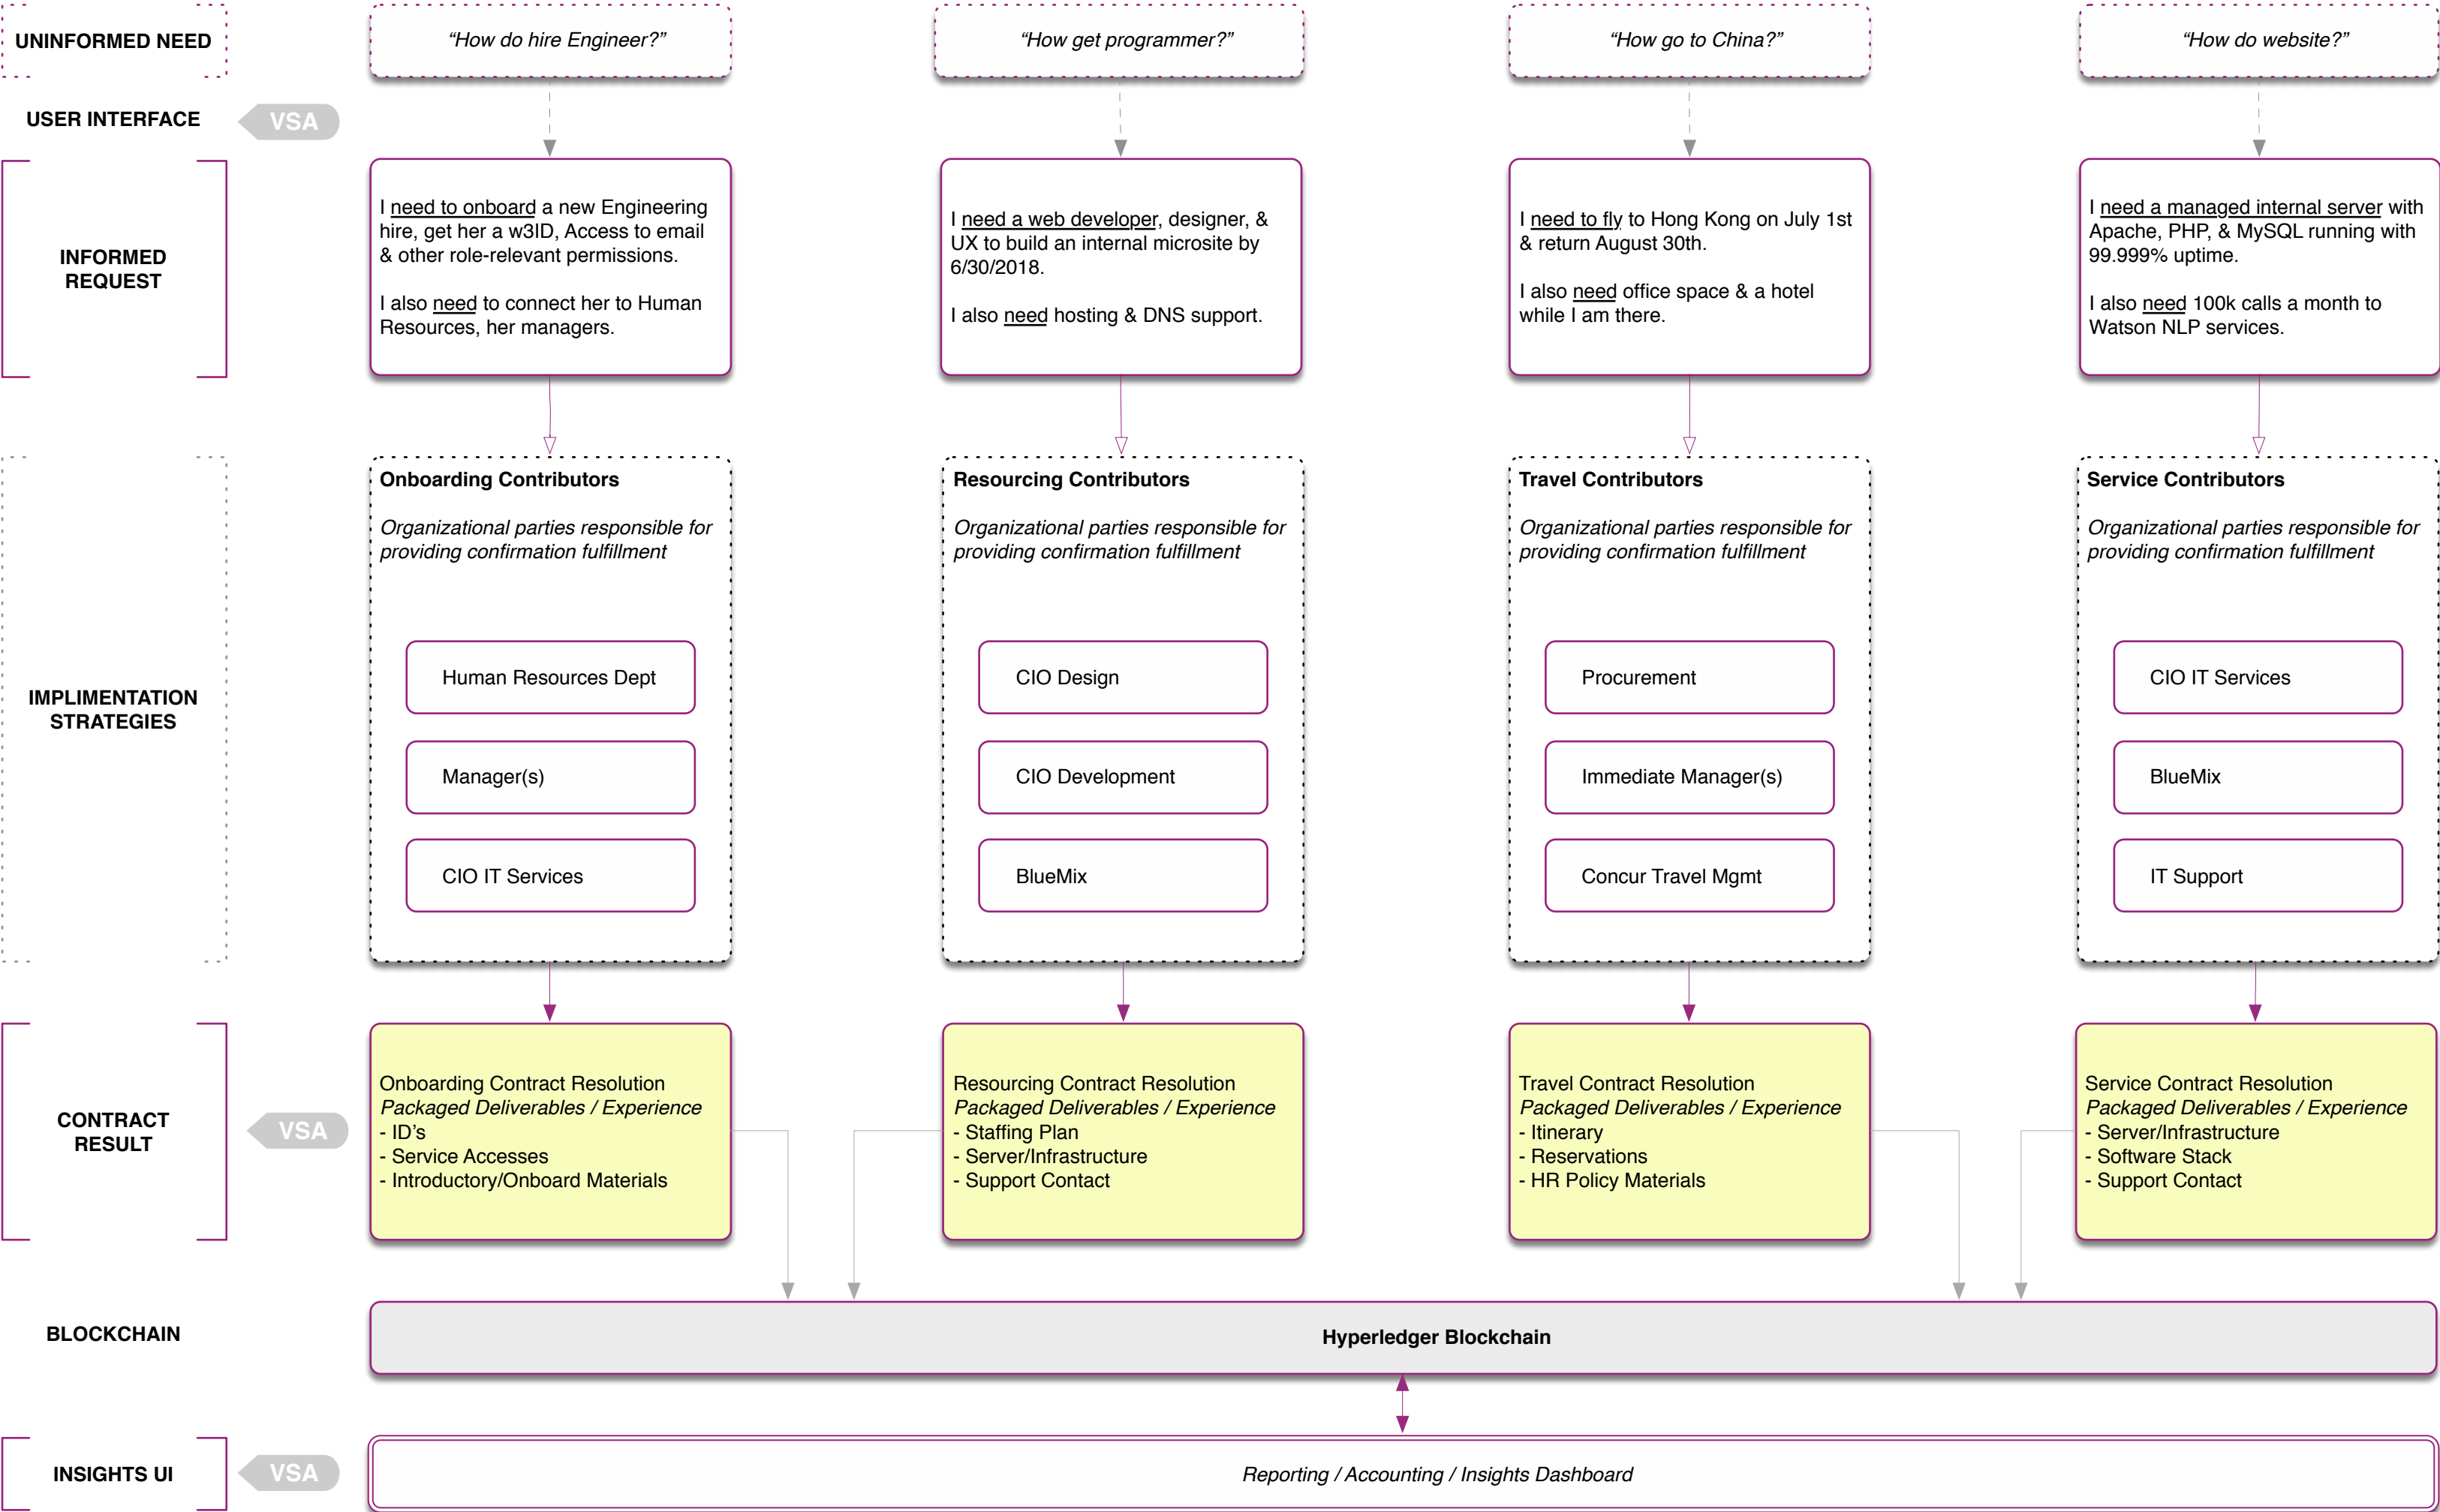 UNINFORMED NEED
“How do hire Engineer?”
“How get programmer?”
“How go to China?”
“How do website?”
USER INTERFACE
VSA
INFORMED
REQUEST
I need to onboard a new Engineering
hire, get her a w3ID, Access to email
& other role-relevant permissions.
I also need to connect her to Human
Resources, her managers.
I need a web developer, designer, &
UX to build an internal microsite by
6/30/2018.
I also need hosting & DNS support.
I need to fly to Hong Kong on July 1st
& return August 30th.
I also need office space & a hotel
while I am there.
I need a managed internal server with
Apache, PHP, & MySQL running with
99.999% uptime.
I also need 100k calls a month to
Watson NLP services.
IMPLIMENTATION
STRATEGIES
Onboarding Contributors
Organizational parties responsible for
providing confirmation fulfillment
Human Resources Dept
Manager(s)
CIO IT Services
Resourcing Contributors
Organizational parties responsible for
providing confirmation fulfillment
CIO Design
CIO Development
BlueMix
Travel Contributors
Organizational parties responsible for
providing confirmation fulfillment
Procurement
Immediate Manager(s)
Concur Travel Mgmt
Service Contributors
Organizational parties responsible for
providing confirmation fulfillment
CIO IT Services
BlueMix
IT Support
CONTRACT
RESULT
VSA
Onboarding Contract Resolution
Packaged Deliverables / Experience
- ID’s
- Service Accesses
- Introductory/Onboard Materials
Resourcing Contract Resolution
Packaged Deliverables / Experience
- Staffing Plan
- Server/Infrastructure
- Support Contact
Travel Contract Resolution
Packaged Deliverables / Experience
- Itinerary
- Reservations
- HR Policy Materials
Service Contract Resolution
Packaged Deliverables / Experience
- Server/Infrastructure
- Software Stack
- Support Contact
BLOCKCHAIN
Hyperledger Blockchain
INSIGHTS UI
VSA
Reporting / Accounting / Insights Dashboard